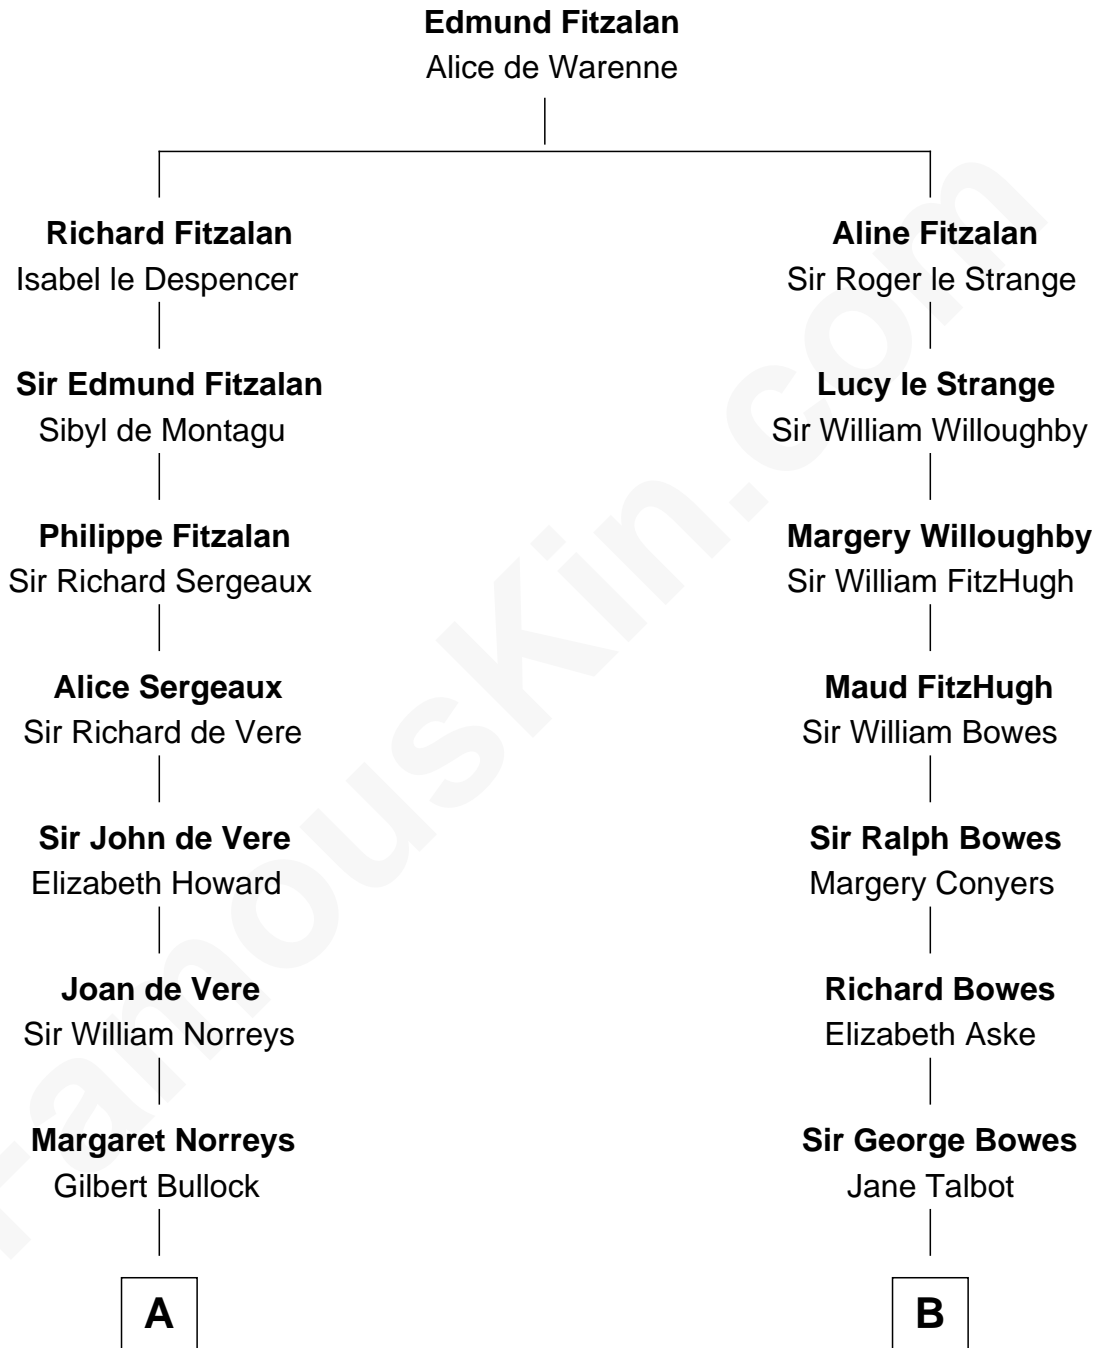 Edmund Fitzalan
Alice de Warenne
Richard Fitzalan
Isabel le Despencer
Aline Fitzalan
Sir Roger le Strange
Sir Edmund Fitzalan
Sibyl de Montagu
Lucy le Strange
Sir William Willoughby
Philippe Fitzalan
Sir Richard Sergeaux
Margery Willoughby
Sir William FitzHugh
Alice Sergeaux
Sir Richard de Vere
Maud FitzHugh
Sir William Bowes
Sir John de Vere
Elizabeth Howard
Sir Ralph Bowes
Margery Conyers
Joan de Vere
Sir William Norreys
Richard Bowes
Elizabeth Aske
Margaret Norreys
Gilbert Bullock
Sir George Bowes
Jane Talbot
A
B
FamousKin.com